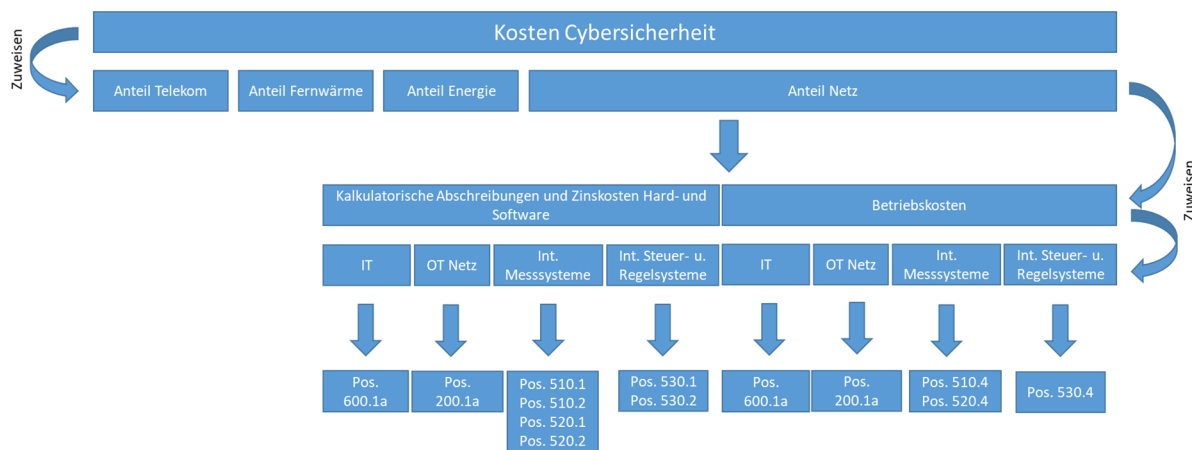 Kosten Cybersicherheit
Zuweisen
Anteil Telekom
Anteil Fernwärme
Anteil Energie
Anteil Netz
Zuweisen
Kalkulatorische Abschreibungen und Zinskosten Hard- und
Software
Betriebskosten
IT
OT Netz
Int.
Messsysteme
Int. Steuer- u.
Regelsysteme
IT
OT Netz
Int.
Messsysteme
Int. Steuer- u.
Regelsysteme
Pos.
600.1a
Pos.
200.1a
Pos. 510.1
Pos. 510.2
Pos. 520.1
Pos. 520.2
Pos. 530.1
Pos. 530.2
Pos.
600.1a
Pos.
200.1a
Pos. 510.4
Pos. 520.4
Pos. 530.4